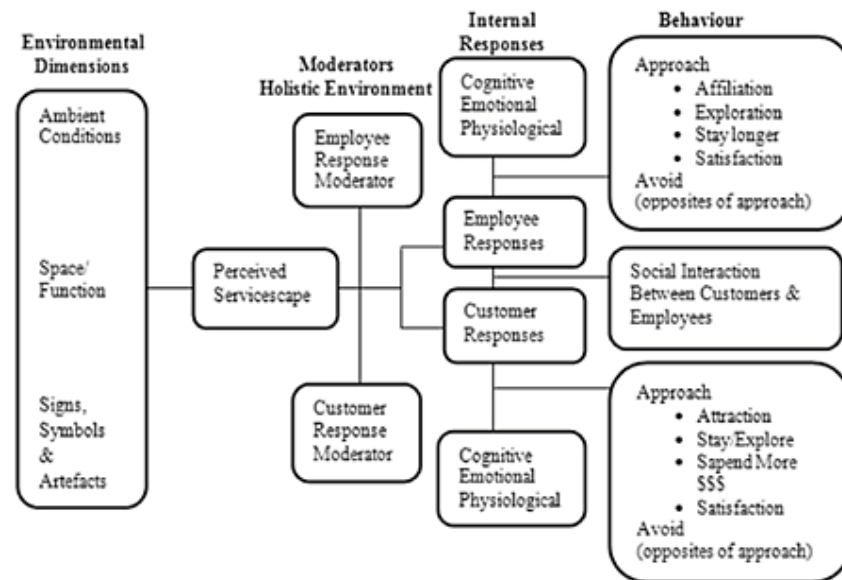 Environmental
Dimensions
Ambient
Conditions
Space/
Function
Signs,
Symbols
&
Artefacts
Perceived
Servicescape
Moderators
Holistic Environment
Employee
Response
Moderator
Customer
Response
Moderator
Internal
Responses
Cognitive
Emotional
Physiological
Employee
Responses
Customer
Responses
Cognitive
Emotional
Physiological
Behaviour
Approach
• Affiliation
• Exploration
• Stay longer
• Satisfaction
Avoid
(opposites of approach)
Social Interaction
Between Customers &
Employees
Approach
• Attraction
• Stay/Explore
• Sapend More
$$$
• Satisfaction
Avoid
(opposites of approach)